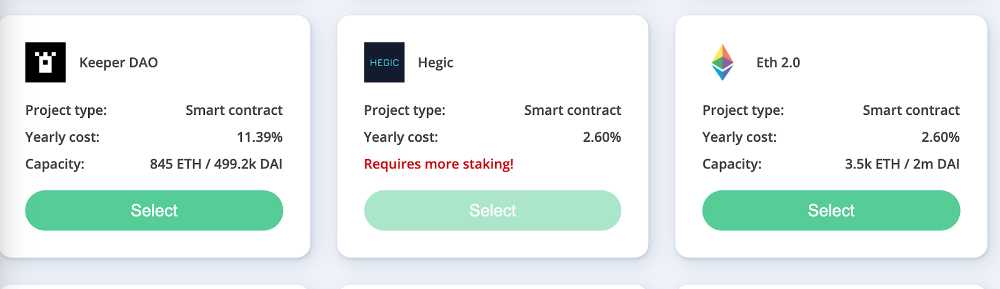 Keeper DAO
Project type: Smart contract
Yearly cost: 11.39%
Capacity: 845 ETH / 499.2k DAI
Select
HEGIC Hegic
Project type: Smart contract
Yearly cost: 2.60%
Requires more staking!
Select
Eth 2.0
Project type: Smart contract
Yearly cost: 2.60%
Capacity: 3.5k ETH / 2m DAI
Select